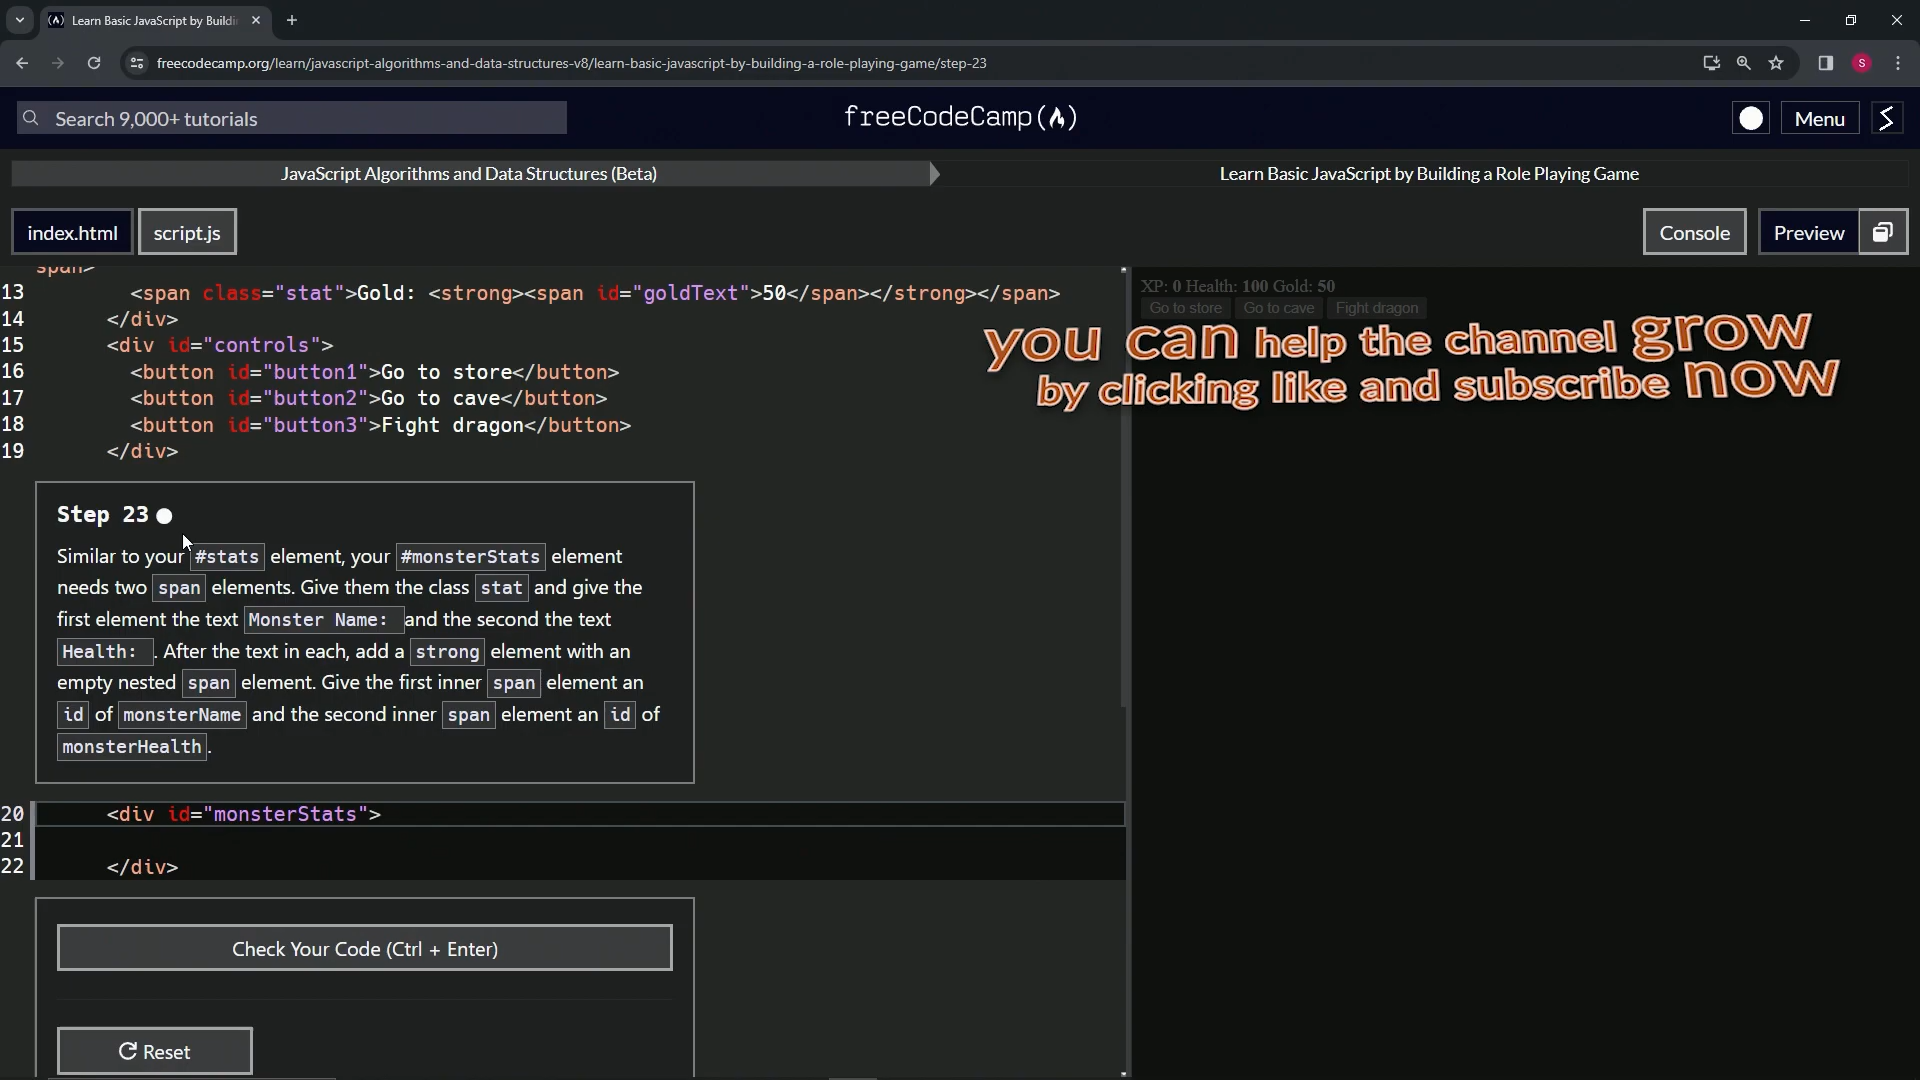 Learn Basic JavaScript by Buildi
freecodecamp.org/learn/javascript-algorithms-and-data-structures-v8/learn-basic-javascript-by-building-a-role-playing-game/step-23
S
Search 9,000+ tutorials
freeCodeCamp(🔥)
Menu
JavaScript Algorithms and Data Structures (Beta)
Learn Basic JavaScript by Building a Role Playing Game
index.html
script.js
Console
Preview
span>
13 <span class="stat">Gold: <strong><span id="goldText">50</span></strong></span>
14 </div>
15 <div id="controls">
16 <button id="button1">Go to store</button>
17 <button id="button2">Go to cave</button>
18 <button id="button3">Fight dragon</button>
19 </div>
XP: 0 Health: 100 Gold: 50
Go to store Go to cave Fight dragon
you can help the channel grow
by clicking like and subscribe now
Step 23
Similar to your #stats element, your #monsterStats element
needs two span elements. Give them the class stat and give the
first element the text Monster Name: and the second the text
Health: . After the text in each, add a strong element with an
empty nested span element. Give the first inner span element an
id of monsterName and the second inner span element an id of
monsterHealth.
20 <div id="monsterStats">
21
22 </div>
Check Your Code (Ctrl + Enter)
Reset